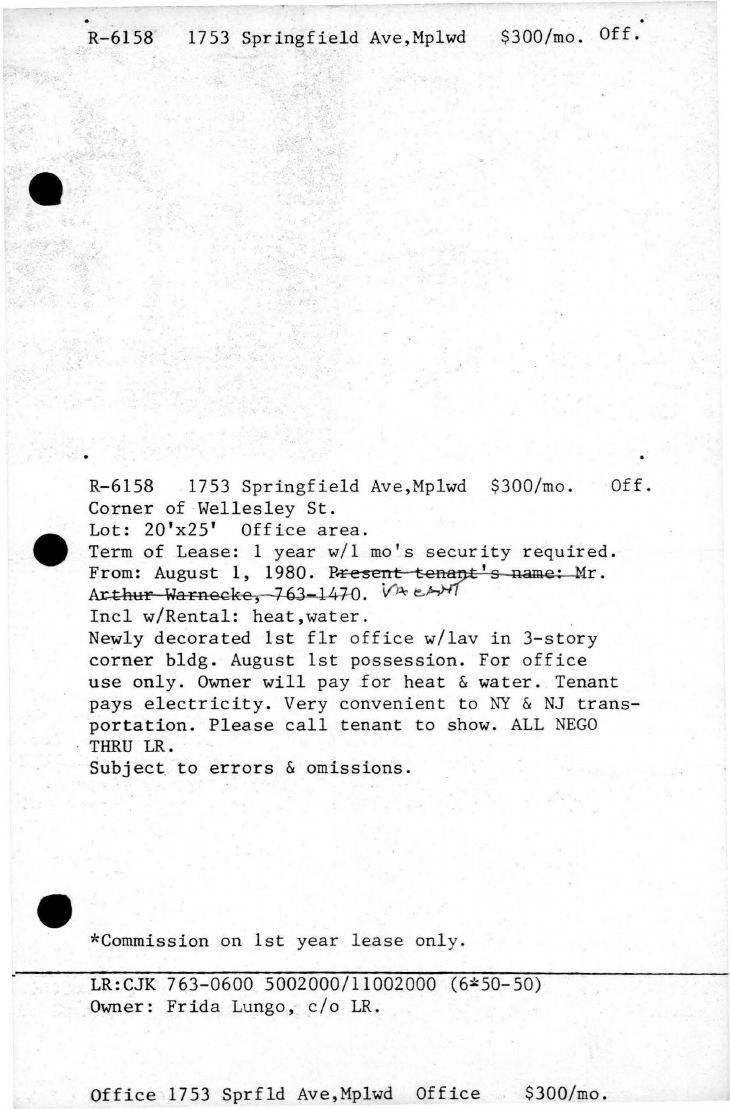 R-6158 1753 Springfield Ave,Mplwd $300/mo. Off.
R-6158 1753 Springfield Ave,Mplwd $300/mo. Off.
Corner of Wellesley St.
Lot: 20'x25' Office area.
Term of Lease: 1 year w/1 mo's security required.
From: August 1, 1980. Present tenant's name: Mr.
Arthur Warnecke, 763-1470. VACANT
Incl w/Rental: heat,water.
Newly decorated 1st flr office w/lav in 3-story
corner bldg. August 1st possession. For office
use only. Owner will pay for heat & water. Tenant
pays electricity. Very convenient to NY & NJ trans-
portation. Please call tenant to show. ALL NEGO
THRU LR.
Subject to errors & omissions.
*Commission on 1st year lease only.
LR:CJK 763-0600 5002000/11002000 (6*50-50)
Owner: Frida Lungo, c/o LR.
Office 1753 Sprfld Ave,Mplwd Office $300/mo.